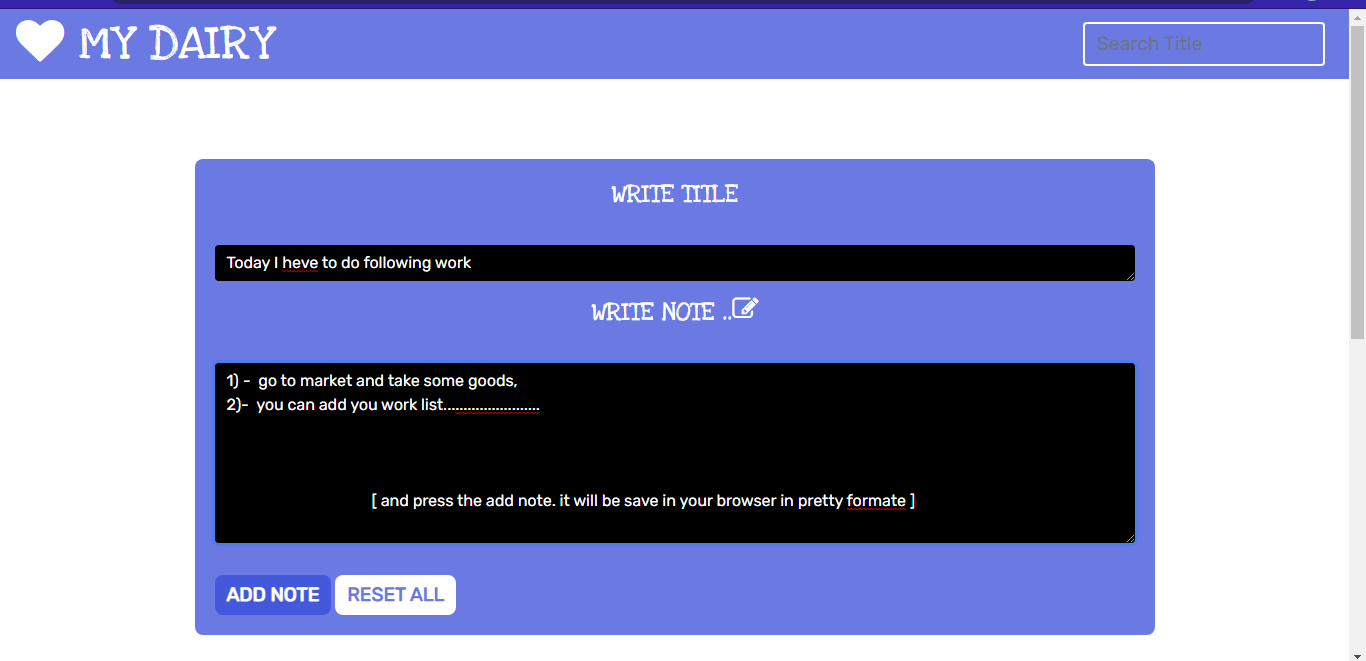 MY DAIRY
Search Title
WRITE TITLE
Today I heve to do following work
WRITE NOTE ..
1) -  go to market and take some goods,
2)-  you can add you work list........................
[ and press the add note. it will be save in your browser in pretty formate ]
ADD NOTE
RESET ALL